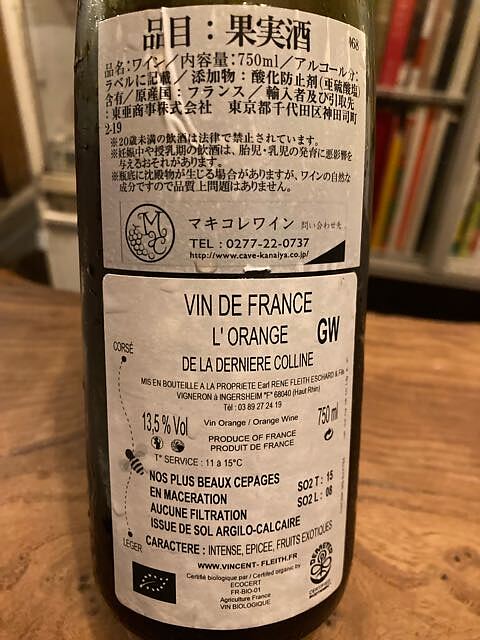 品目：果実酒
468
品名：ワイン／内容量：750ml／アルコール分：
ラベルに記載／添加物：酸化防止剤(亜硫酸塩)
含有／原産国：フランス／輸入者及び引取先
：東亜商事株式会社 東京都千代田区神田司町
2-19
※20歳未満の飲酒は法律で禁止されています。
※妊娠中や授乳期の飲酒は、胎児・乳児の発育に悪影響を
与えるおそれがあります。
※瓶底に沈殿物が生じる場合がありますが、ワインの自然な
成分ですので品質上問題はありません。
マキコレワイン 問い合わせ先
TEL : 0277-22-0737
http://www.cave-kanaiya.co.jp/
VIN DE FRANCE
L'ORANGE GW
DE LA DERNIERE COLLINE
CORSÉ
MIS EN BOUTEILLE A LA PROPRIETE Earl RENE FLEITH ESCHARD & Fils
VIGNERON à INGERSHEIM "F" 68040 (Haut Rhin)
Tél : 03 89 27 24 19
13,5 % Vol Vin Orange / Orange Wine 750 ml
PRODUCE OF FRANCE
PRODUIT DE FRANCE
T° SERVICE : 11 à 15°C
NOS PLUS BEAUX CEPAGES SO2 T : 15
EN MACERATION SO2 L : 08
AUCUNE FILTRATION
ISSUE DE SOL ARGILO-CALCAIRE
LEGER
CARACTERE : INTENSE, EPICEE, FRUITS EXOTIQUES
WWW.VINCENT-FLEITH.FR
Certifié biologique par / Certified organic by
ECOCERT
FR-BIO-01
Agriculture France
VIN BIOLOGIQUE
DEMETER